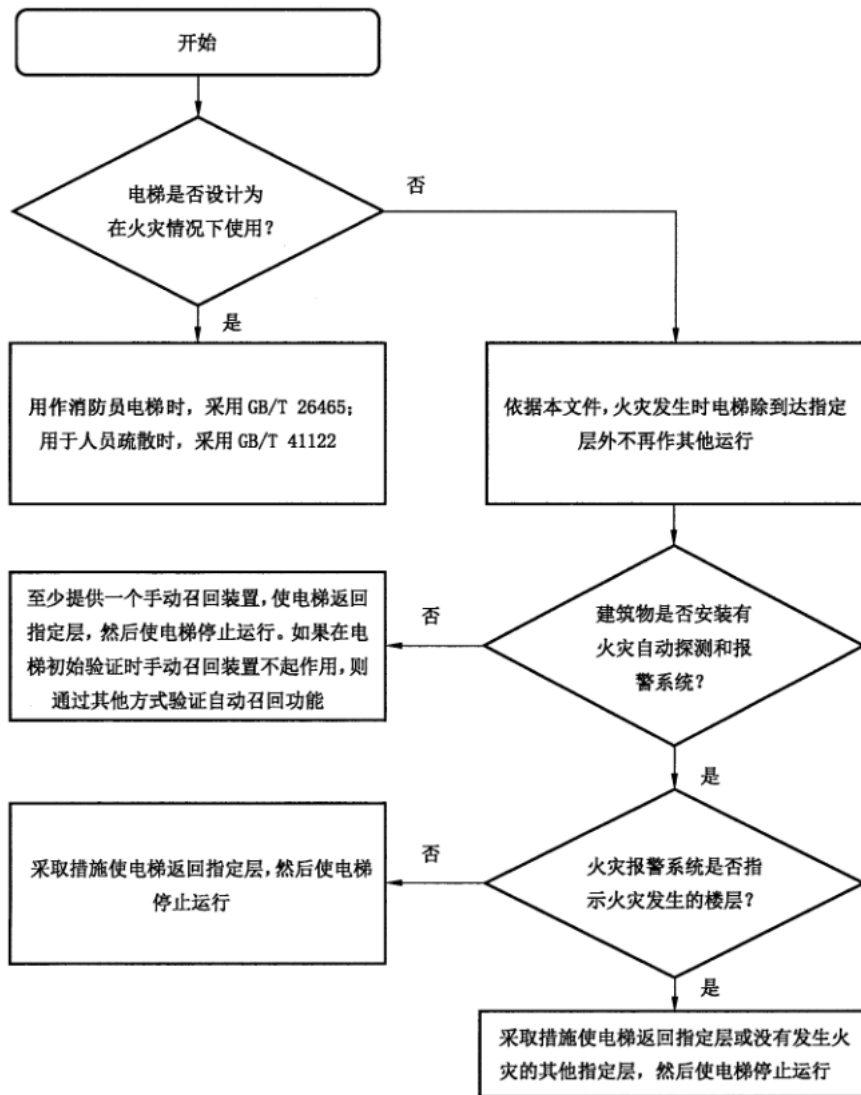 开始
电梯是否设计为
在火灾情况下使用？
否
是
用作消防员电梯时，采用 GB/T 26465；
用于人员疏散时，采用 GB/T 41122
依据本文件，火灾发生时电梯除到达指定
层外不再作其他运行
建筑物是否安装有
火灾自动探测和报
警系统？
否
至少提供一个手动召回装置，使电梯返回
指定层，然后使电梯停止运行。如果在电
梯初始验证时手动召回装置不起作用，则
通过其他方式验证自动召回功能
是
火灾报警系统是否指
示火灾发生的楼层？
否
采取措施使电梯返回指定层，然后使电梯
停止运行
是
采取措施使电梯返回指定层或没有发生火
灾的其他指定层，然后使电梯停止运行